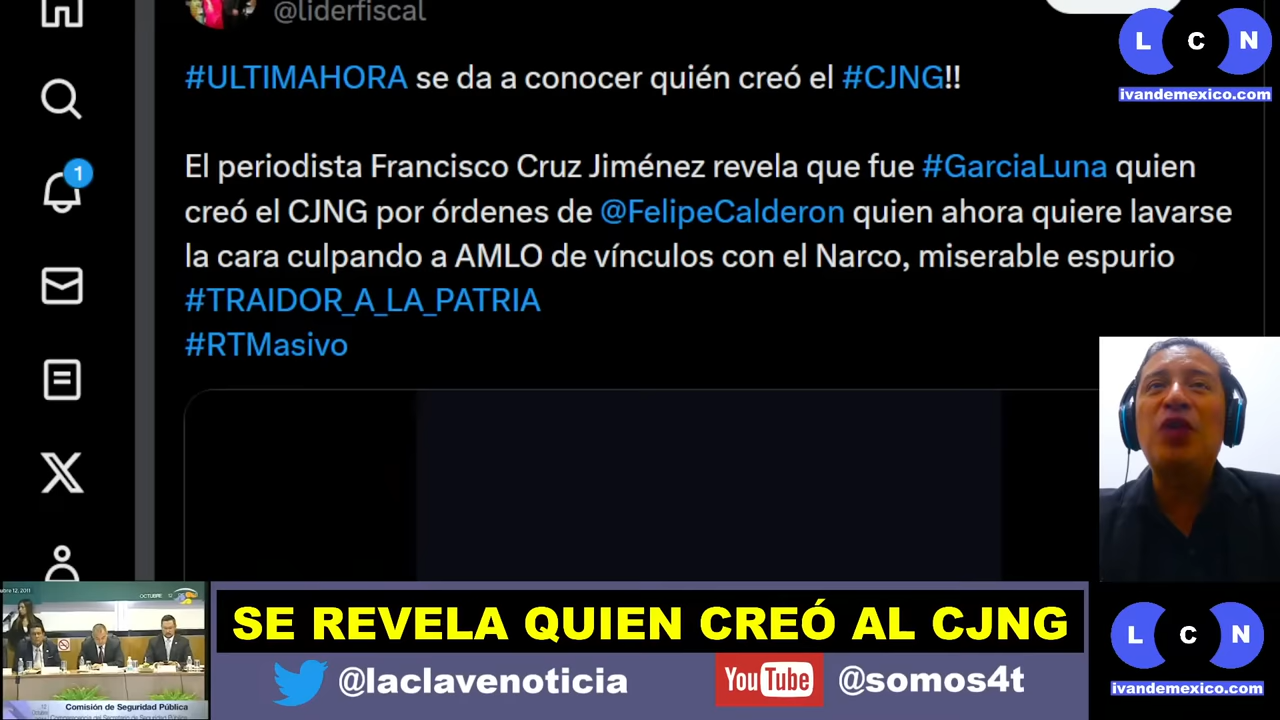 @liderfiscal
L C N
ivandemexico.com
#ULTIMAHORA se da a conocer quién creó el #CJNG!!
El periodista Francisco Cruz Jiménez revela que fue #GarciaLuna quien
creó el CJNG por órdenes de @FelipeCalderon quien ahora quiere lavarse
la cara culpando a AMLO de vínculos con el Narco, miserable espurio
#TRAIDOR_A_LA_PATRIA
#RTMasivo
1
OCTUBRE 12
Comisión de Seguridad Pública
SE REVELA QUIEN CREÓ AL CJNG
@laclavenoticia
YouTube
@somos4t
L C N
ivandemexico.com